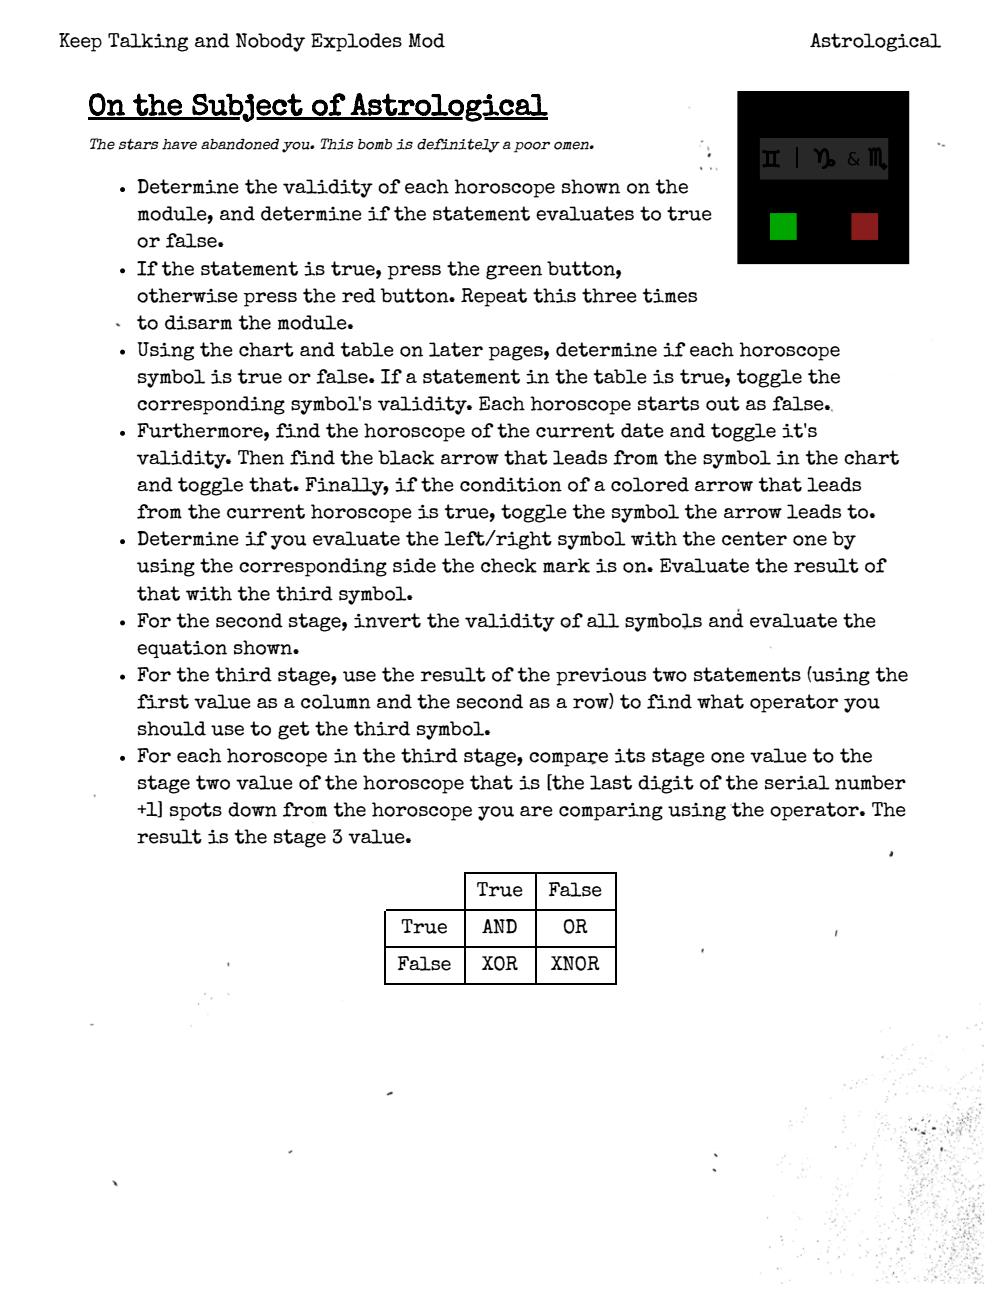 Keep Talking and Nobody Explodes Mod
Astrological
On the Subject of Astrological
The stars have abandoned you. This bomb is definitely a poor omen.
♊ | ♑ & ♏
• Determine the validity of each horoscope shown on the
module, and determine if the statement evaluates to true
or false.
• If the statement is true, press the green button,
otherwise press the red button. Repeat this three times
to disarm the module.
• Using the chart and table on later pages, determine if each horoscope
symbol is true or false. If a statement in the table is true, toggle the
corresponding symbol's validity. Each horoscope starts out as false.
• Furthermore, find the horoscope of the current date and toggle it's
validity. Then find the black arrow that leads from the symbol in the chart
and toggle that. Finally, if the condition of a colored arrow that leads
from the current horoscope is true, toggle the symbol the arrow leads to.
• Determine if you evaluate the left/right symbol with the center one by
using the corresponding side the check mark is on. Evaluate the result of
that with the third symbol.
• For the second stage, invert the validity of all symbols and evaluate the
equation shown.
• For the third stage, use the result of the previous two statements (using the
first value as a column and the second as a row) to find what operator you
should use to get the third symbol.
• For each horoscope in the third stage, compare its stage one value to the
stage two value of the horoscope that is [the last digit of the serial number
+1] spots down from the horoscope you are comparing using the operator. The
result is the stage 3 value.
True False
True AND OR
False XOR XNOR